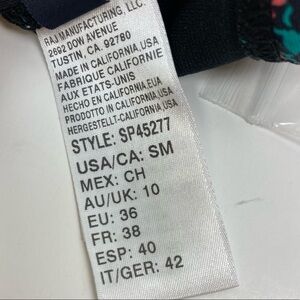 RAJ MANUFACTURING, LLC.
2692 DOW AVENUE
TUSTIN, CA. 92780
MADE IN CALIFORNIA,USA
FABRIQUE CALIFORNIE
AUX ETATS-UNIS
HECHO EN CALIFORNIA,EUA
PRODOTTO IN CALIFORNIA,USA
HERGESTELLT-CALIFORNIA,USA
STYLE: SP45277
USA/CA: SM
MEX: CH
AU/UK: 10
EU: 36
FR: 38
ESP: 40
IT/GER: 42